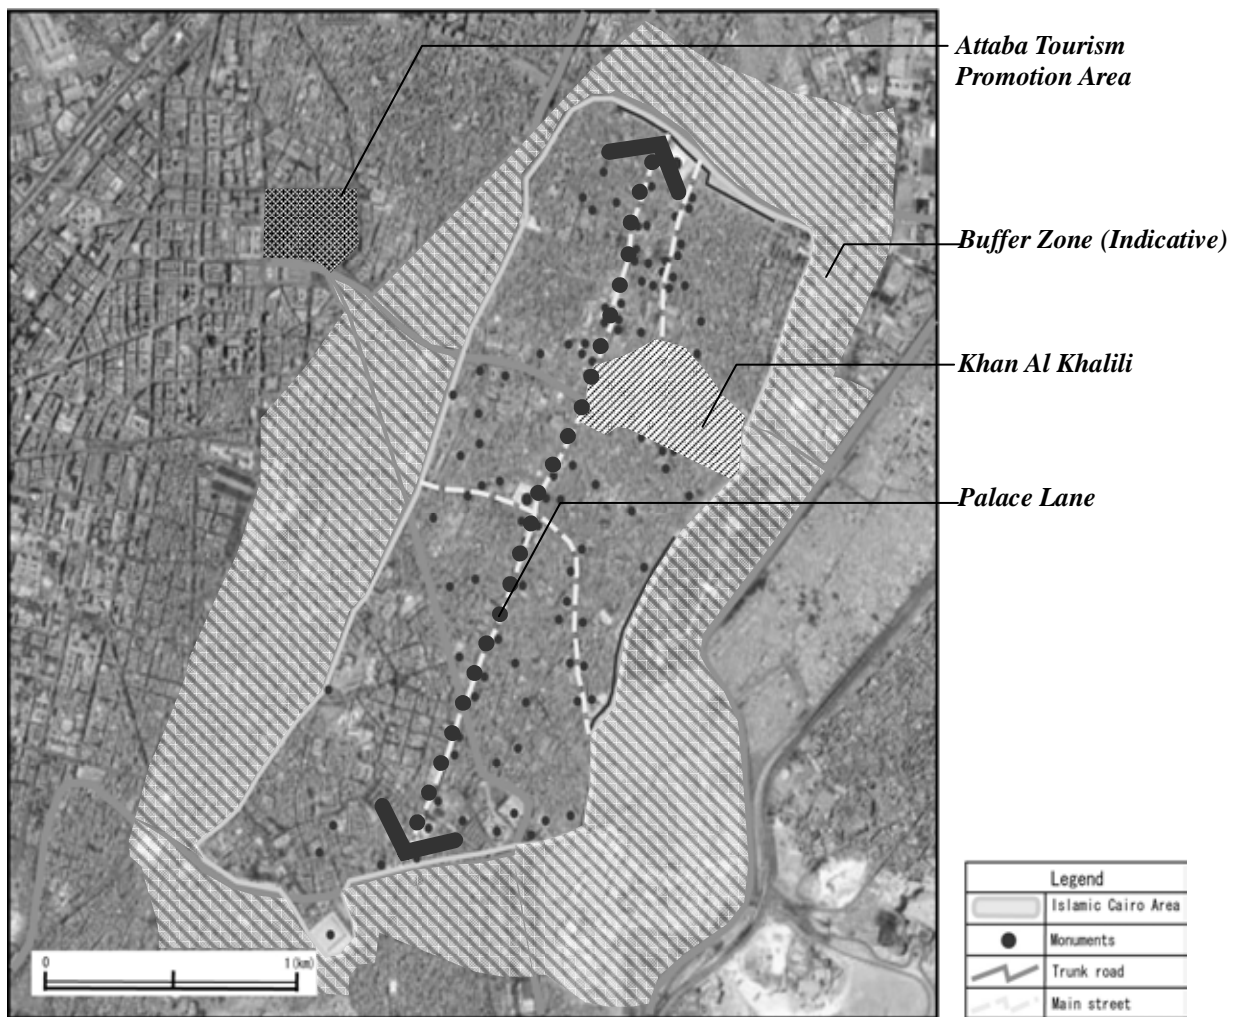 Attaba Tourism
Promotion Area
Buffer Zone (Indicative)
Khan Al Khalili
Palace Lane
Legend
Islamic Cairo Area
Monuments
Trunk road
Main street
0 1(km)